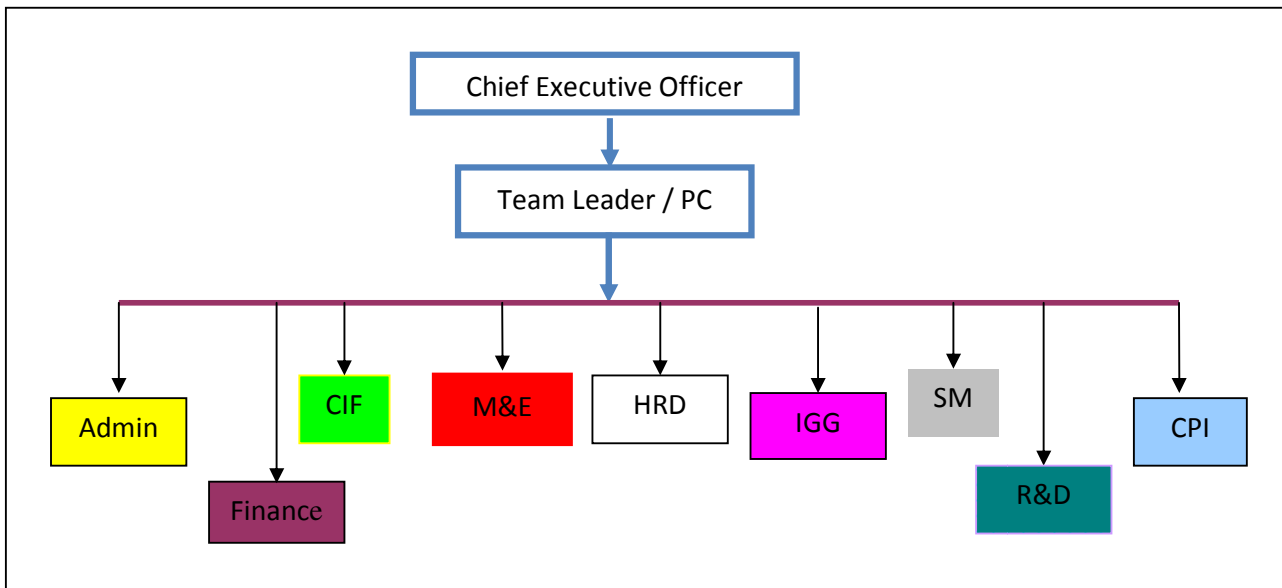 Chief Executive Officer
Team Leader / PC
Admin
Finance
CIF
M&E
HRD
IGG
SM
R&D
CPI